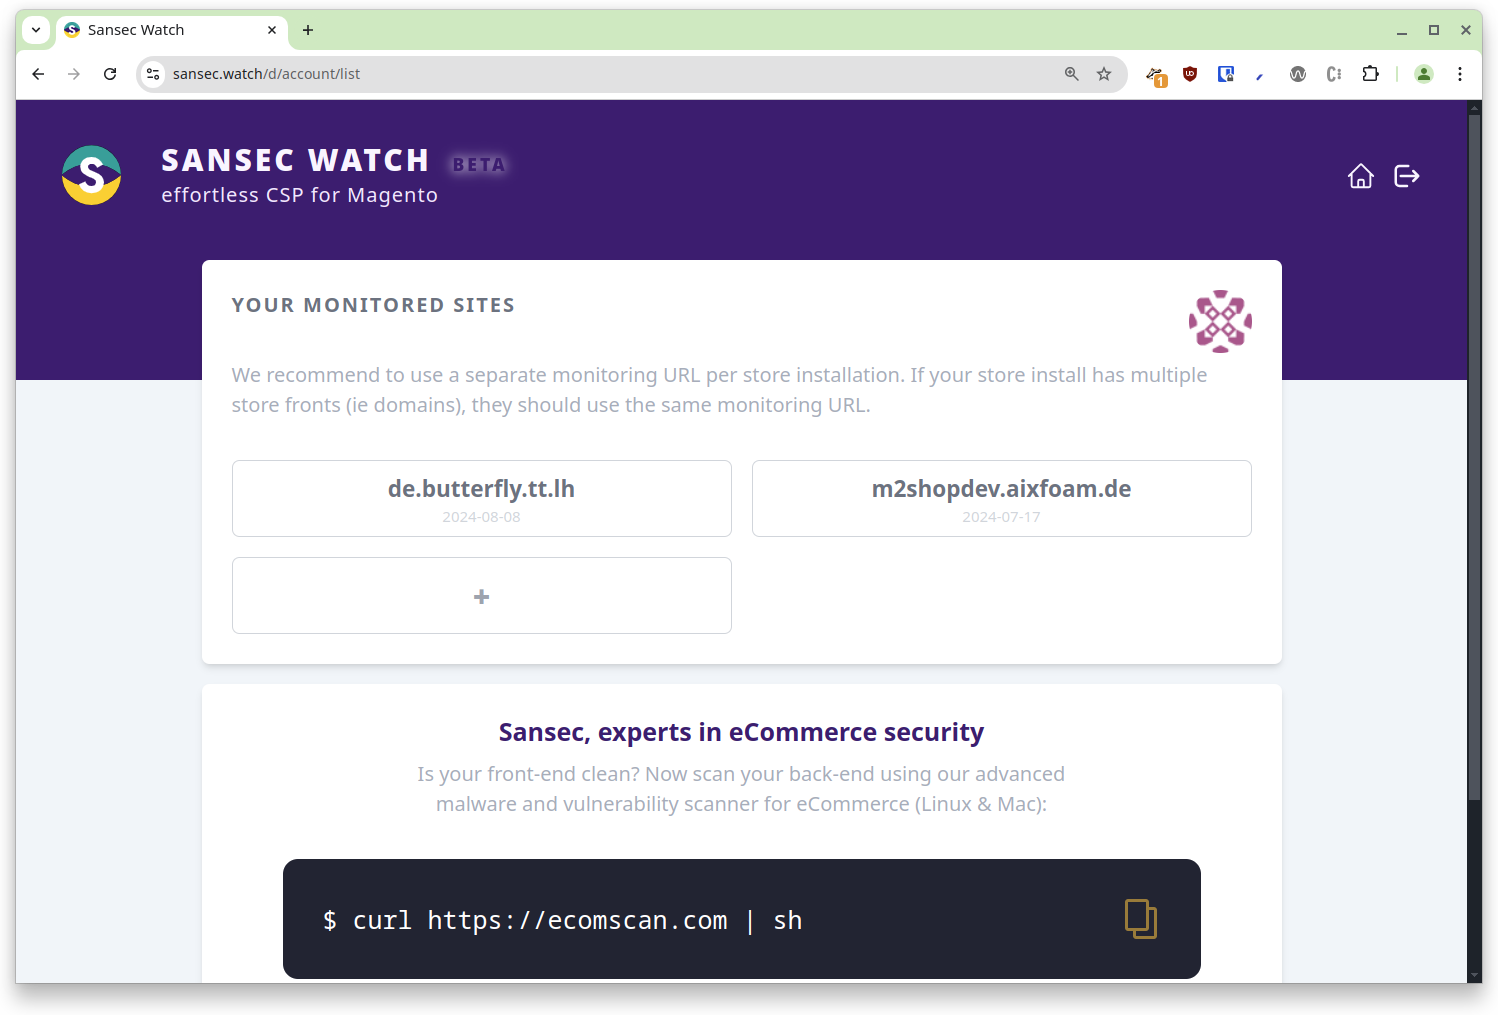 Sansec Watch
sansec.watch/d/account/list
1
SANSEC WATCH BETA
effortless CSP for Magento
YOUR MONITORED SITES
We recommend to use a separate monitoring URL per store installation. If your store install has multiple
store fronts (ie domains), they should use the same monitoring URL.
de.butterfly.tt.lh
2024-08-08
m2shopdev.aixfoam.de
2024-07-17
+
Sansec, experts in eCommerce security
Is your front-end clean? Now scan your back-end using our advanced
malware and vulnerability scanner for eCommerce (Linux & Mac):
$ curl https://ecomscan.com | sh